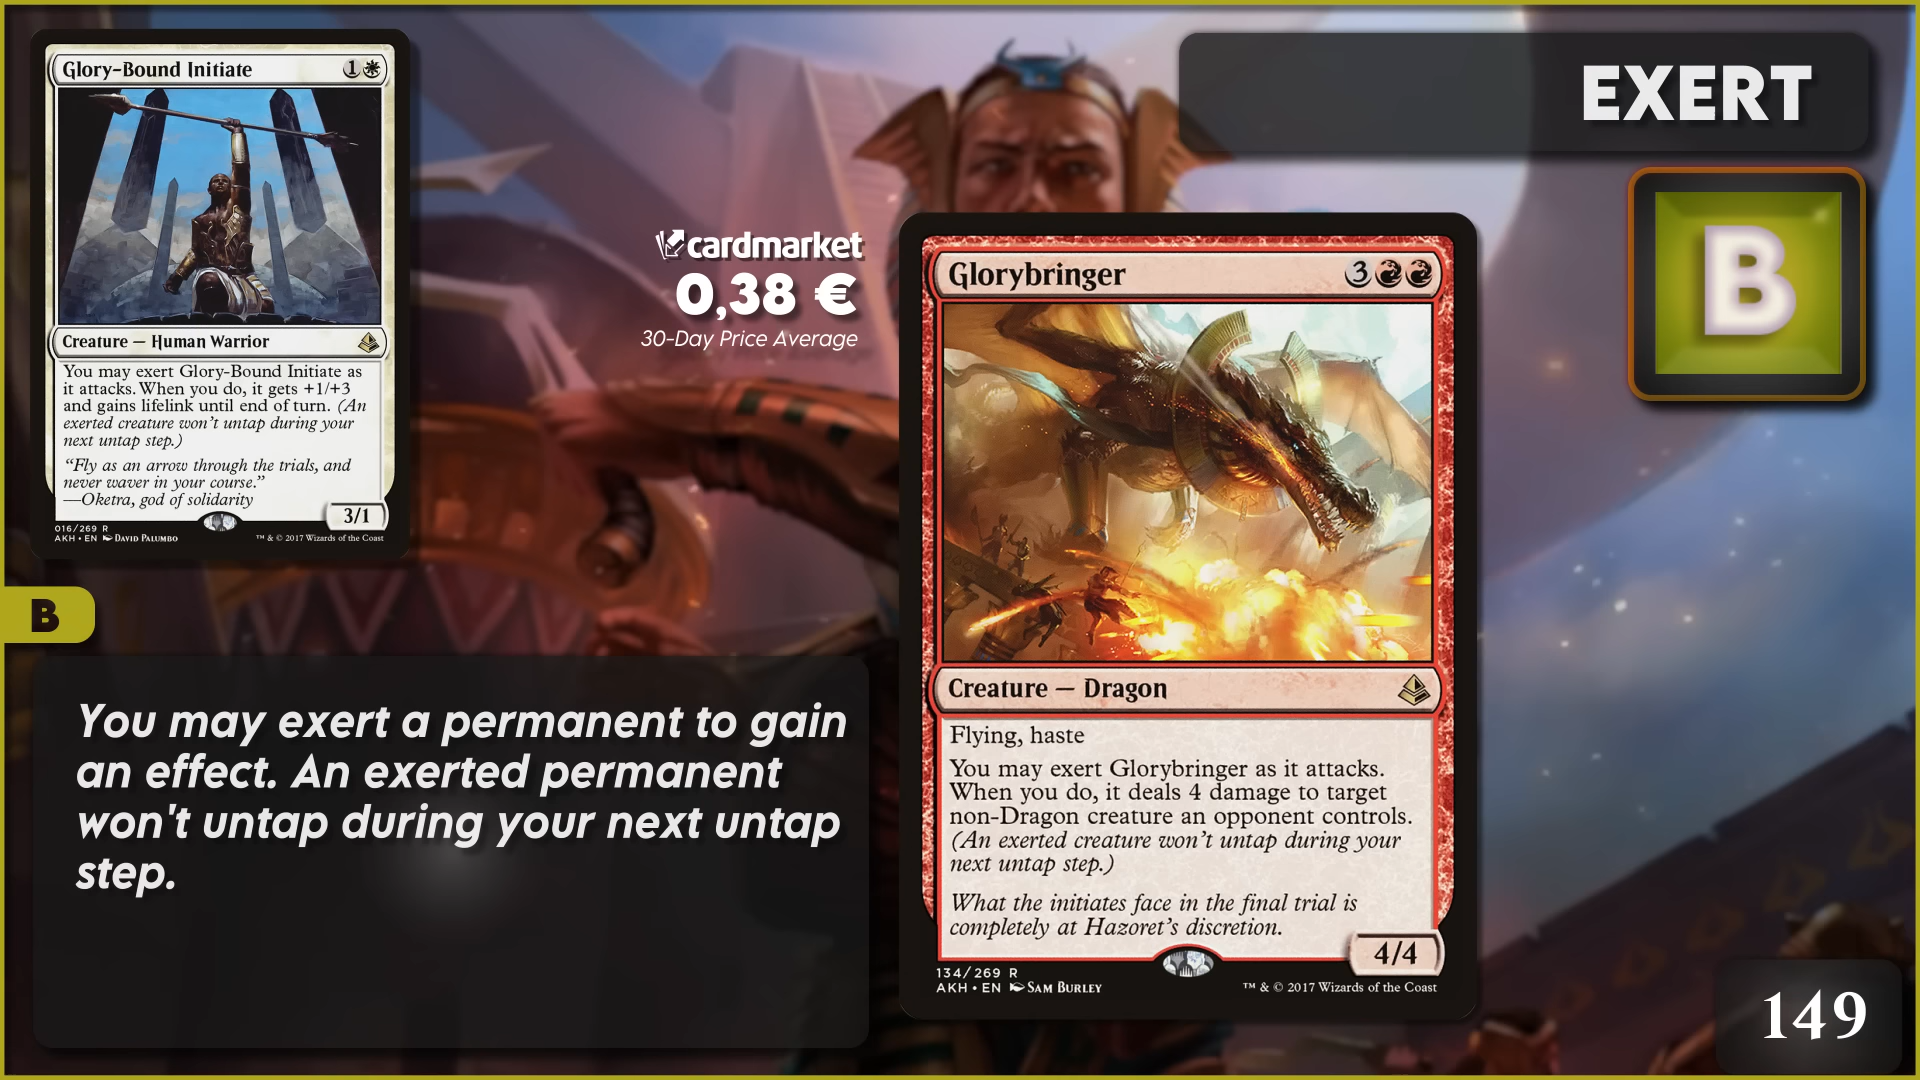 Glory-Bound Initiate 1
Creature — Human Warrior
You may exert Glory-Bound Initiate as
it attacks. When you do, it gets +1/+3
and gains lifelink until end of turn. (An
exerted creature won't untap during your
next untap step.)
“Fly as an arrow through the trials, and
never waver in your course.”
—Oketra, god of solidarity
3/1
016/269 R
AKH • EN David Palumbo
™ & © 2017 Wizards of the Coast
EXERT
B
cardmarket
0,38 €
30-Day Price Average
Glorybringer 3
Creature — Dragon
Flying, haste
You may exert Glorybringer as it attacks.
When you do, it deals 4 damage to target
non-Dragon creature an opponent controls.
(An exerted creature won't untap during your
next untap step.)
What the initiates face in the final trial is
completely at Hazoret's discretion.
4/4
134/269 R
AKH • EN Sam Burley
™ & © 2017 Wizards of the Coast
B
You may exert a permanent to gain
an effect. An exerted permanent
won't untap during your next untap
step.
149